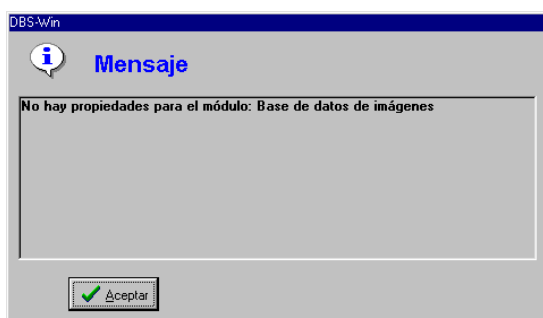 DBS-Win
Mensaje
No hay propiedades para el módulo: Base de datos de imágenes
Aceptar